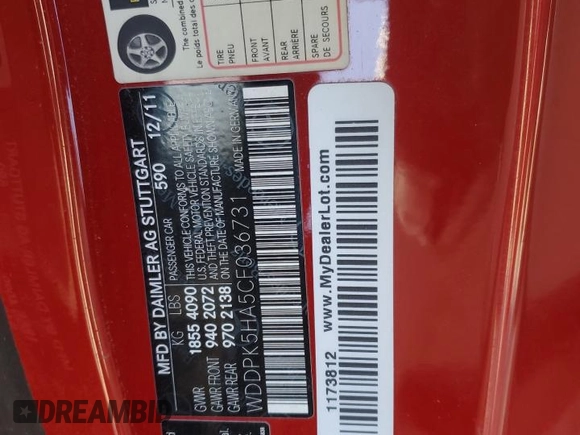 The combined
Le poids total des
TIRE
PNEU
FRONT
AVANT
REAR
ARRIÈRE
SPARE
DE SECOURS
MFD BY DAIMLER AG STUTTGART
PASSENGER CAR 590 12/11
KG LBS
GVWR 1855 4090
GAWR FRONT 940 2072
GAWR REAR 970 2138
THIS VEHICLE CONFORMS TO ALL
U.S. FEDERAL MOTOR VEHICLE SAFETY
AND THEFT PREVENTION STANDARDS
ON THE DATE OF MANUFACTURE
WDDPK5HA5CF036731 MADE IN GERMANY
www.MyDealerLot.com
1173812
DREAMBID